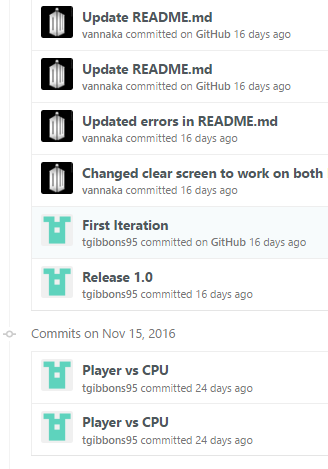 Update README.md
vannaka committed on GitHub 16 days ago
Update README.md
vannaka committed on GitHub 16 days ago
Updated errors in README.md
vannaka committed 16 days ago
Changed clear screen to work on both
vannaka committed 16 days ago
First Iteration
tgibbons95 committed on GitHub 16 days ago
Release 1.0
tgibbons95 committed 16 days ago
Commits on Nov 15, 2016
Player vs CPU
tgibbons95 committed 24 days ago
Player vs CPU
tgibbons95 committed 24 days ago